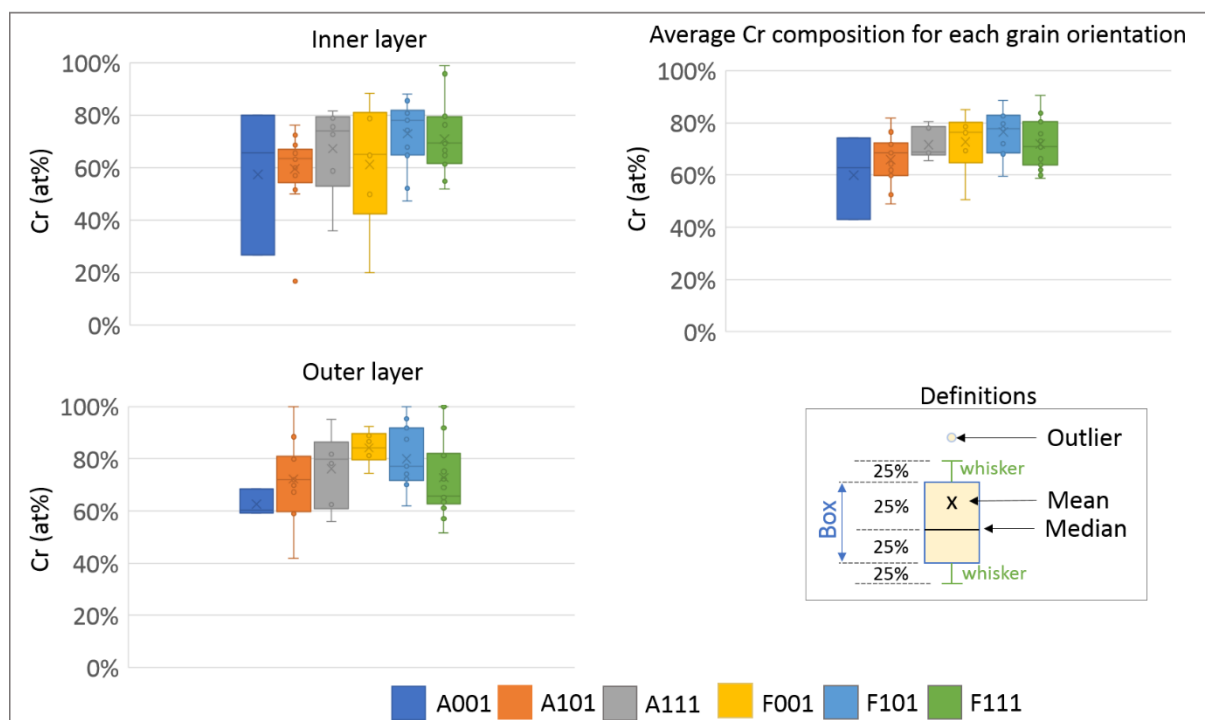 Inner layer
Cr (at%)
100%
80%
60%
40%
20%
0%
Average Cr composition for each grain orientation
Cr (at%)
100%
80%
60%
40%
20%
0%
Outer layer
Cr (at%)
100%
80%
60%
40%
20%
0%
Definitions
Outlier
25%
whisker
Box
25%
Mean
Median
25%
25%
whisker
A001
A101
A111
F001
F101
F111